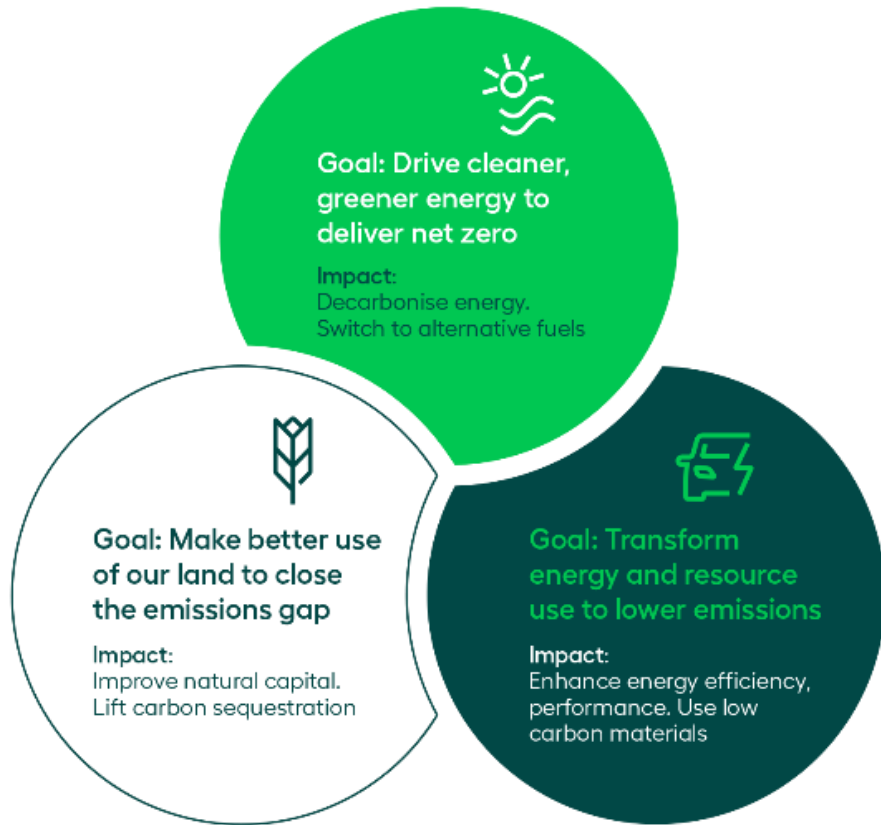 Goal: Drive cleaner,
greener energy to
deliver net zero
Impact:
Decarbonise energy.
Switch to alternative fuels
Goal: Make better use
of our land to close
the emissions gap
Impact:
Improve natural capital.
Lift carbon sequestration
Goal: Transform
energy and resource
use to lower emissions
Impact:
Enhance energy efficiency,
performance. Use low
carbon materials